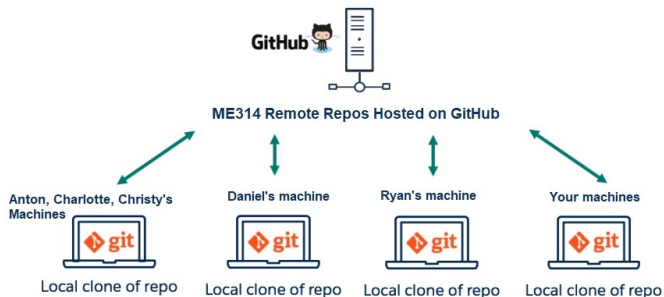 GitHub
ME314 Remote Repos Hosted on GitHub
Anton, Charlotte, Christy's
Machines
Daniel's machine
Ryan's machine
Your machines
git
git
git
git
Local clone of repo
Local clone of repo
Local clone of repo
Local clone of repo